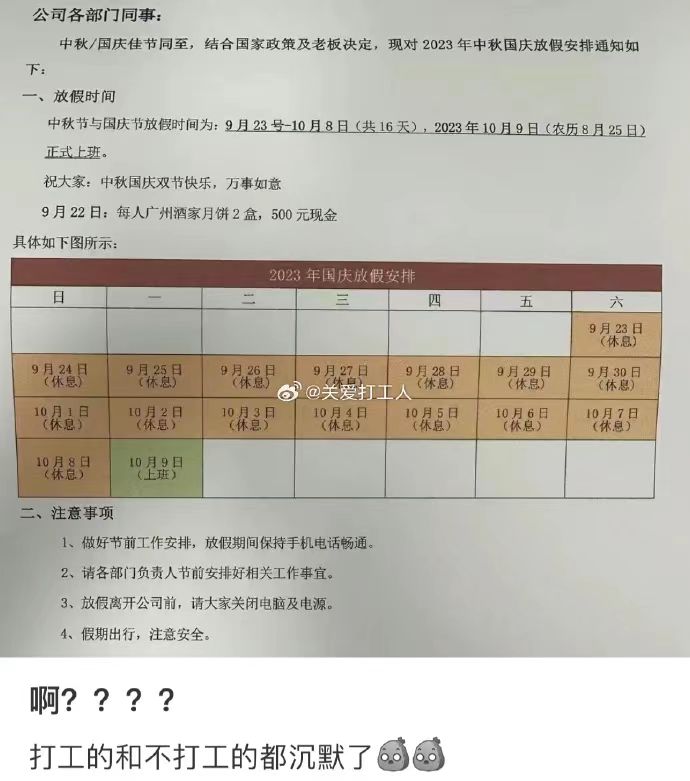 公司各部门同事：
中秋/国庆佳节同至，结合国家政策及老板决定，现对 2023 年中秋国庆放假安排通知如
下：
一、放假时间
中秋节与国庆节放假时间为：9 月 23 号-10 月 8 日（共 16 天），2023 年 10 月 9 日（农历 8 月 25 日）
正式上班。
祝大家：中秋国庆双节快乐，万事如意
9 月 22 日：每人广州酒家月饼 2 盒，500 元现金
具体如下图所示：
2023 年国庆放假安排
日 一 二 三 四 五 六
9 月 23 日
（休息）
9 月 24 日 9 月 25 日 9 月 26 日 9 月 27 日 9 月 28 日 9 月 29 日 9 月 30 日
（休息） （休息） （休息） （休息） （休息） （休息） （休息）
@关爱打工人
10 月 1 日 10 月 2 日 10 月 3 日 10 月 4 日 10 月 5 日 10 月 6 日 10 月 7 日
（休息） （休息） （休息） （休息） （休息） （休息） （休息）
10 月 8 日 10 月 9 日
（休息） （上班）
二、注意事项
1、做好节前工作安排，放假期间保持手机电话畅通。
2、请各部门负责人节前安排好相关工作事宜。
3、放假离开公司前，请大家关闭电脑及电源。
4、假期出行，注意安全。
啊？？？？
打工的和不打工的都沉默了